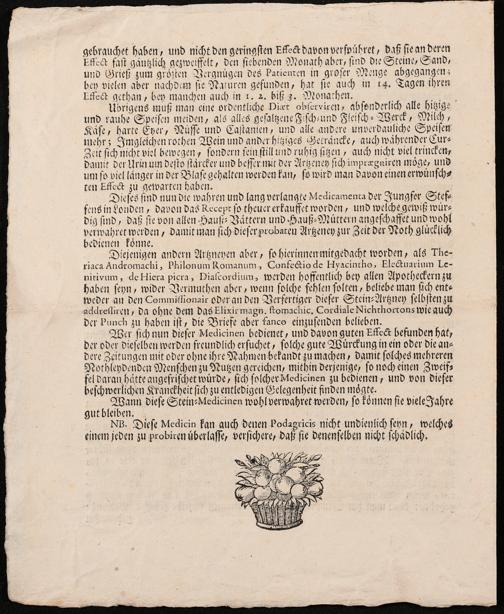 gebrauchet haben, und nicht den geringsten Effect davon verspühret, daß sie an deren
Effect fast gäntzlich gezweiffelt, den siebenden Monath aber, sind die Steine, Sand,
und Grieß zum grösten Vergnügen des Patienten in groser Menge abgegangen;
bey vielen aber nachdem sie Naturen gefunden, hat sie auch in 14. Tagen ihren
Effect gethan, bey manchen auch in 1. 2. biß 3. Monathen.
Ubrigens muß man eine ordentliche Diæt observiren, absonderlich alle hitzige
und rauhe Speisen meiden, als alles gesaltzene Fisch- und Fleisch-Werck, Milch,
Käse, harte Eyer, Nüsse und Castanien, und alle andere unverdauliche Speisen
mehr; Ingleichen rothen Wein und ander hitziges Geträncke, auch währender Cur-
Zeit sich nicht viel bewegen, sondern fein still und ruhig sitzen, auch nicht viel trincken,
damit der Urin um desto stärcker und besser mit der Artzeney sich imprægniren möge, und
um so viel länger in der Blase gehalten werden kan, so wird man davon einen erwünsch-
ten Effect zu gewarten haben.
Dieses sind nun die wahren und lang verlangte Medicamenta der Jungfer Stef-
fens in Londen, davon das Recept so theuer erkauffet worden, und welche gewiß wür-
dig sind, daß sie von allen Hauß-Vättern und Hauß-Müttern angeschaffet und wohl
verwahret werden, damit man sich dieser probaten Artzeney zur Zeit der Noth glücklich
bedienen könne.
Diejenigen andern Artzneyen aber, so hierinnen mitgedacht worden, als The-
riaca Andromachi, Philonum Romanum, Confectio de Hyacintho, Electuarium Le-
nitivum, de Hiera picra, Diascordium, werden hoffentlich bey allen Apotheckern zu
haben seyn, wider Vermuthen aber, wenn solche fehlen solten, beliebe man sich ent-
weder an den Commissionair oder an den Verfertiger dieser Stein-Artzney selbsten zu
addressiren, da ohne dem das Elixir magn. stomachic, Cordiale Nichthortons wie auch
der Punch zu haben ist, die Briefe aber franco einzusenden belieben.
Wer sich nun dieser Medicinen bedienet, und davon guten Effect befunden hat,
der oder dieselben werden freundlich ersuchet, solche gute Würckung in ein oder die an-
dere Zeitungen mit oder ohne ihre Nahmen bekandt zu machen, damit solches mehreren
Nothleydenden Menschen zu Nutzen gereichen, mithin derjenige, so noch einen Zweif-
fel daran hätte angefrischet würde, sich solcher Medicinen zu bedienen, und von dieser
beschwerlichen Kranckheit sich zu entledigen Gelegenheit finden mögte.
Wann diese Stein-Medicinen wohl verwahret werden, so können sie viele Jahre
gut bleiben.
NB. Diese Medicin kan auch denen Podagricis nicht undienlich seyn, welches
einem jeden zu probiren überlasse, versichere, daß sie denenselben nicht schädlich.